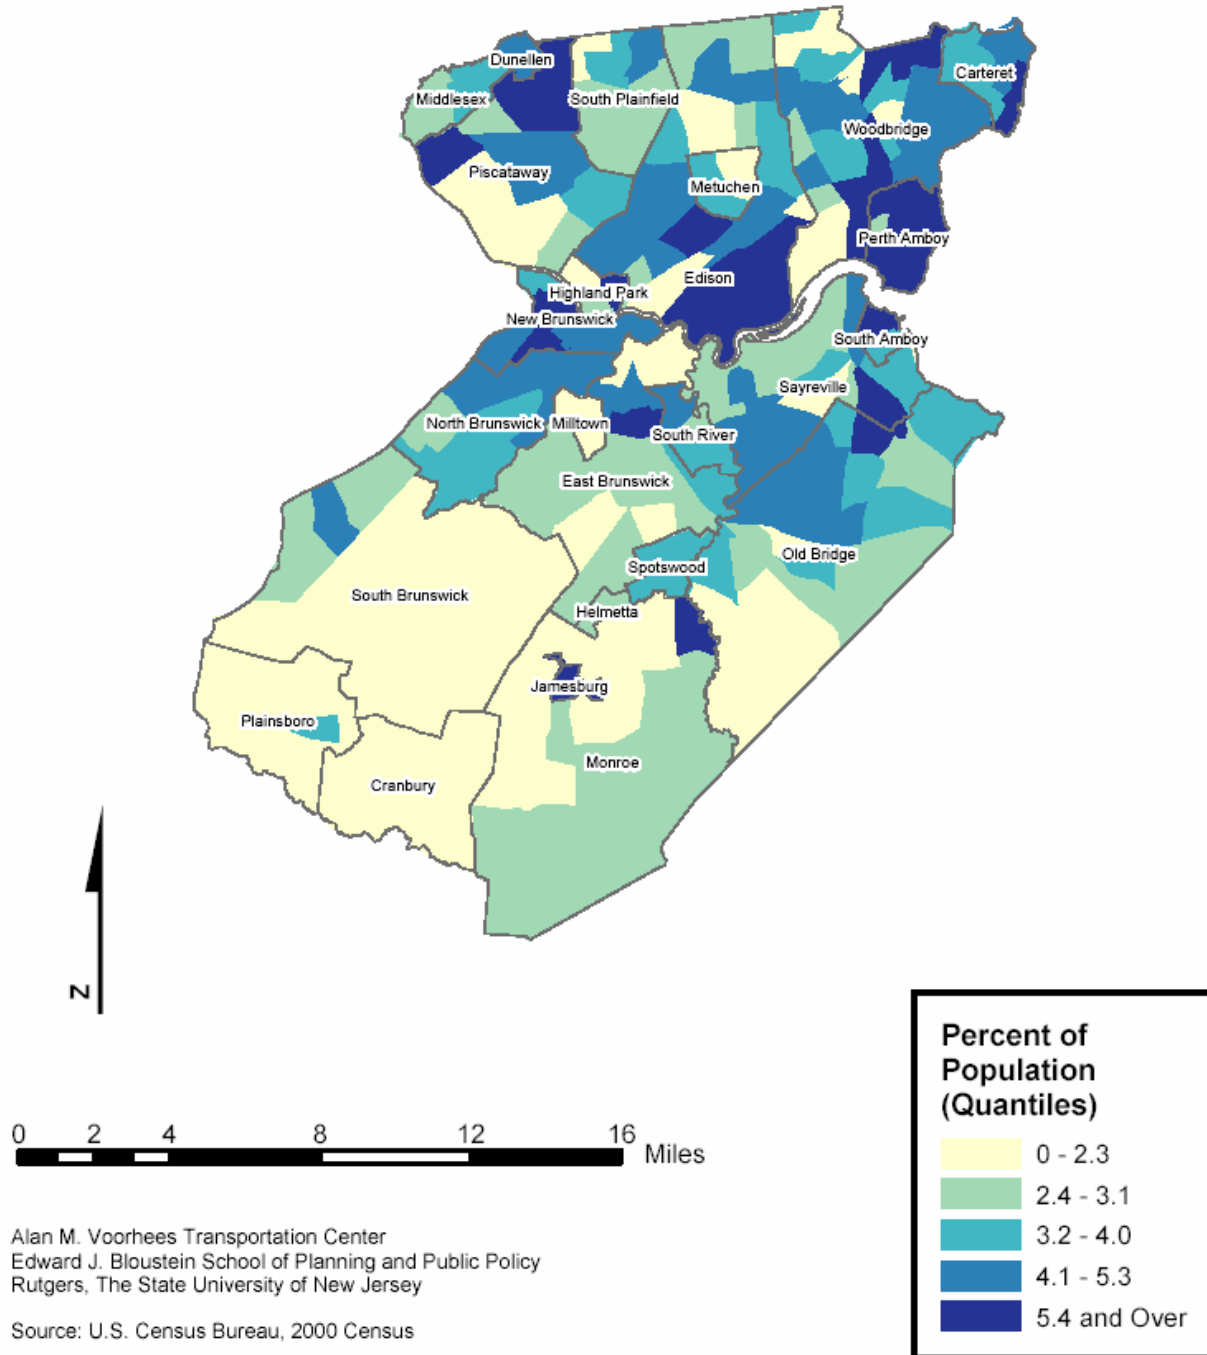 Dunellen
Carteret
Middlesex
South Plainfield
Woodbridge
Piscataway
Metuchen
Perth Amboy
Edison
Highland Park
New Brunswick
South Amboy
Sayreville
North Brunswick
Milltown
South River
East Brunswick
Old Bridge
Spotswood
South Brunswick
Helmetta
Jamesburg
Plainsboro
Monroe
Cranbury
N
Percent of
Population
(Quantiles)
0 - 2.3
2.4 - 3.1
3.2 - 4.0
4.1 - 5.3
5.4 and Over
0 2 4 8 12 16
Miles
Alan M. Voorhees Transportation Center
Edward J. Bloustein School of Planning and Public Policy
Rutgers, The State University of New Jersey
Source: U.S. Census Bureau, 2000 Census